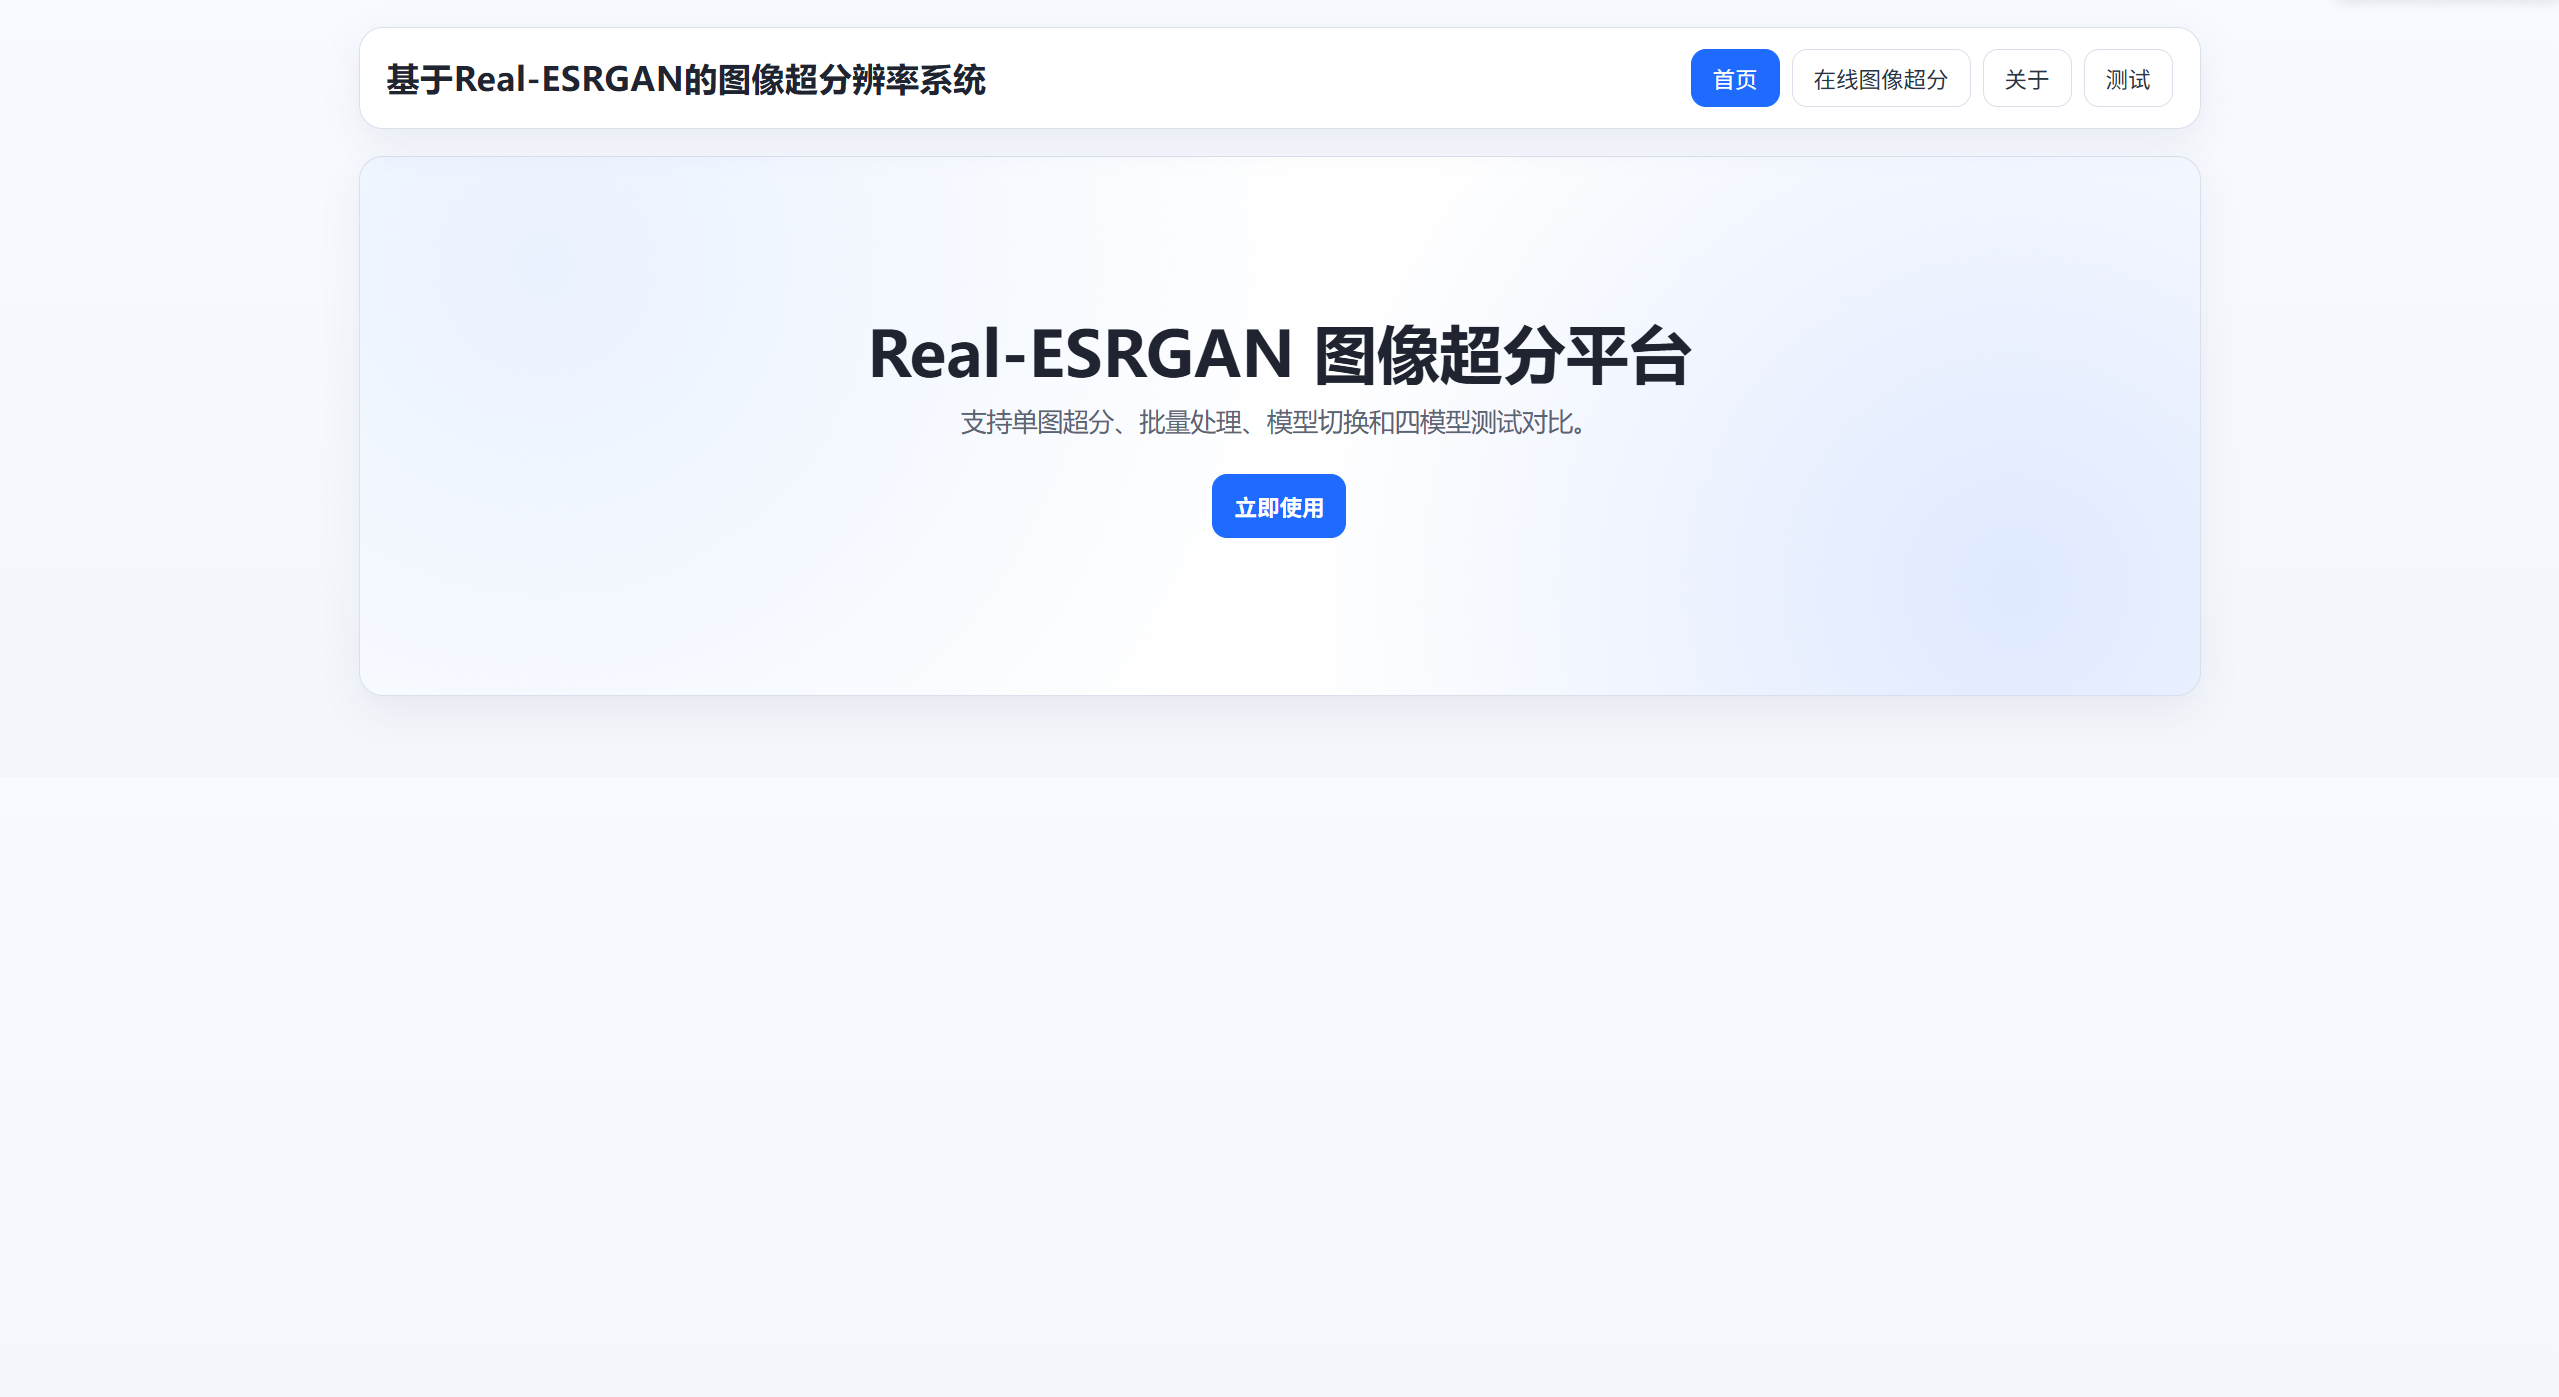 基于Real-ESRGAN的图像超分辨率系统
首页 在线图像超分 关于 测试
Real-ESRGAN 图像超分平台
支持单图超分、批量处理、模型切换和四模型测试对比。
立即使用